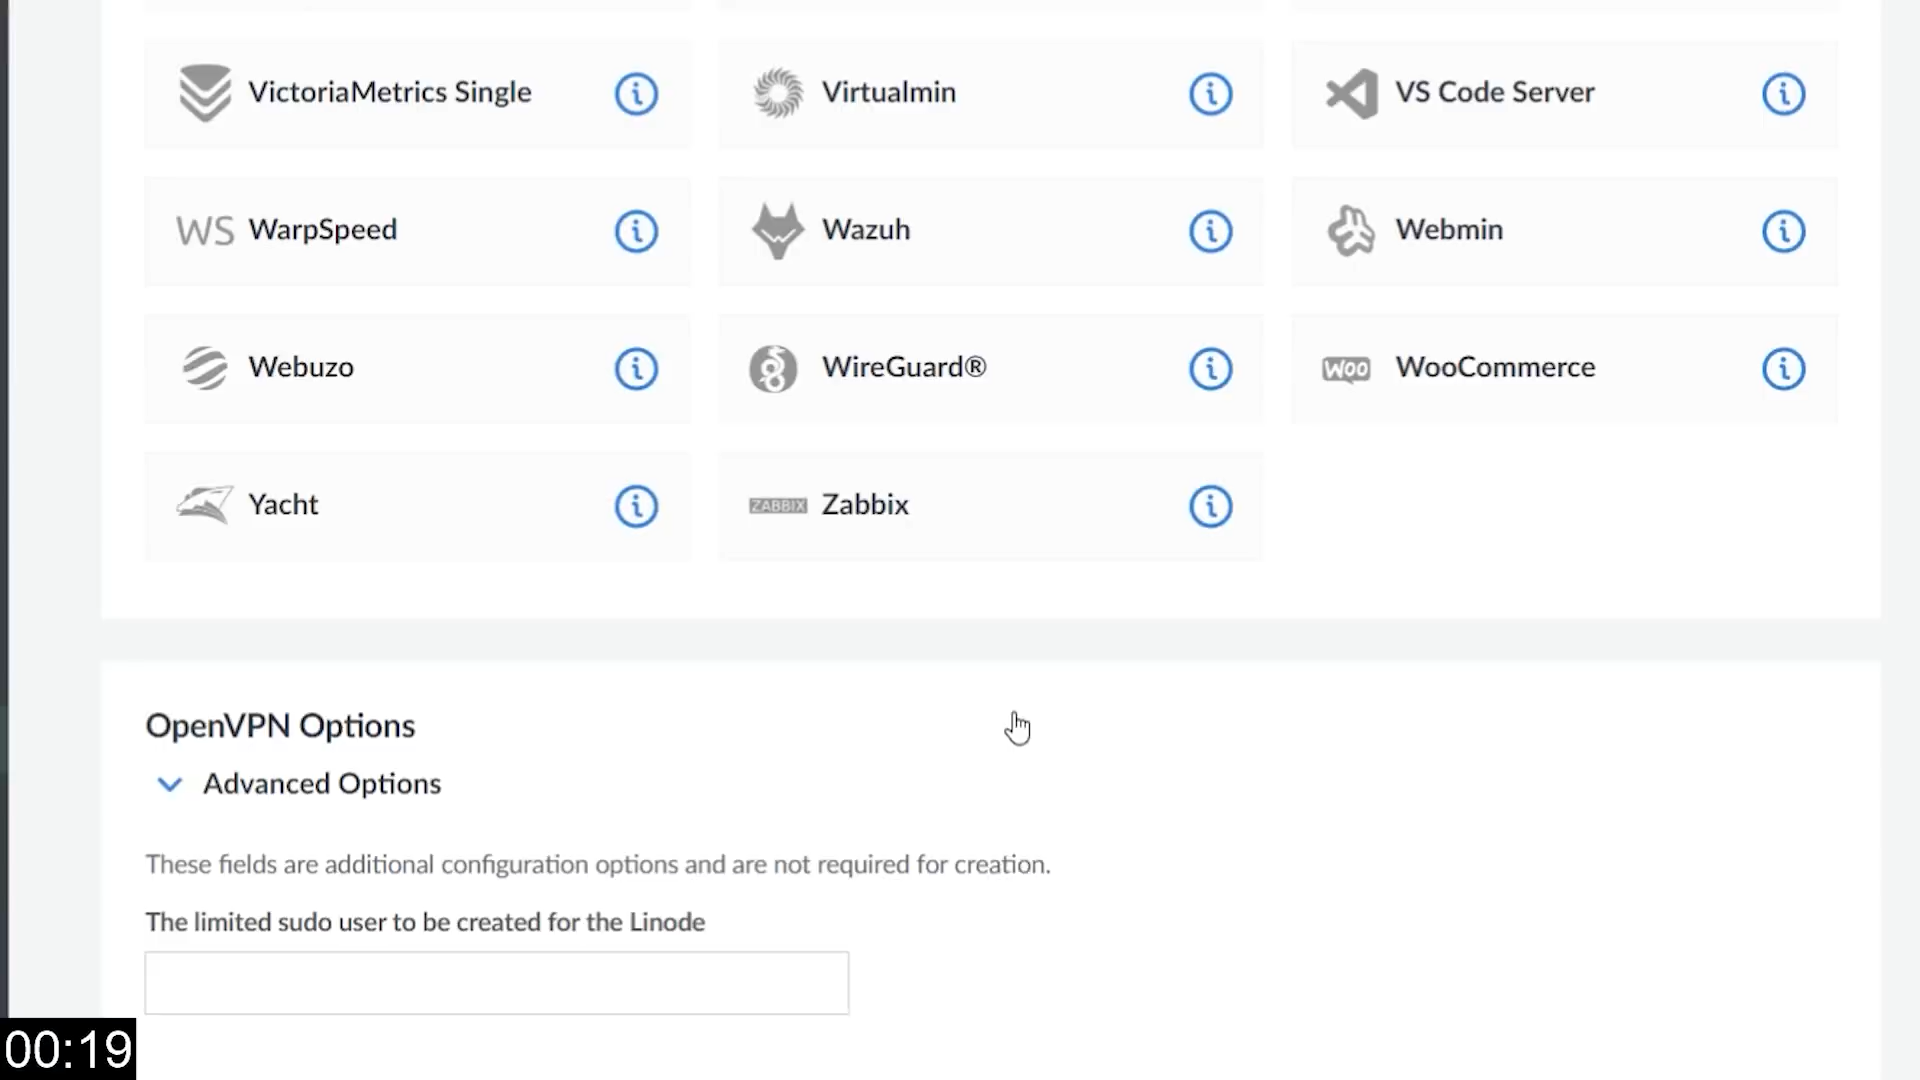 VictoriaMetrics Single
Virtualmin
VS Code Server
WS WarpSpeed
Wazuh
Webmin
Webuzo
WireGuard®
WOO WooCommerce
Yacht
ZABBIX Zabbix
OpenVPN Options
Advanced Options
These fields are additional configuration options and are not required for creation.
The limited sudo user to be created for the Linode
00:19